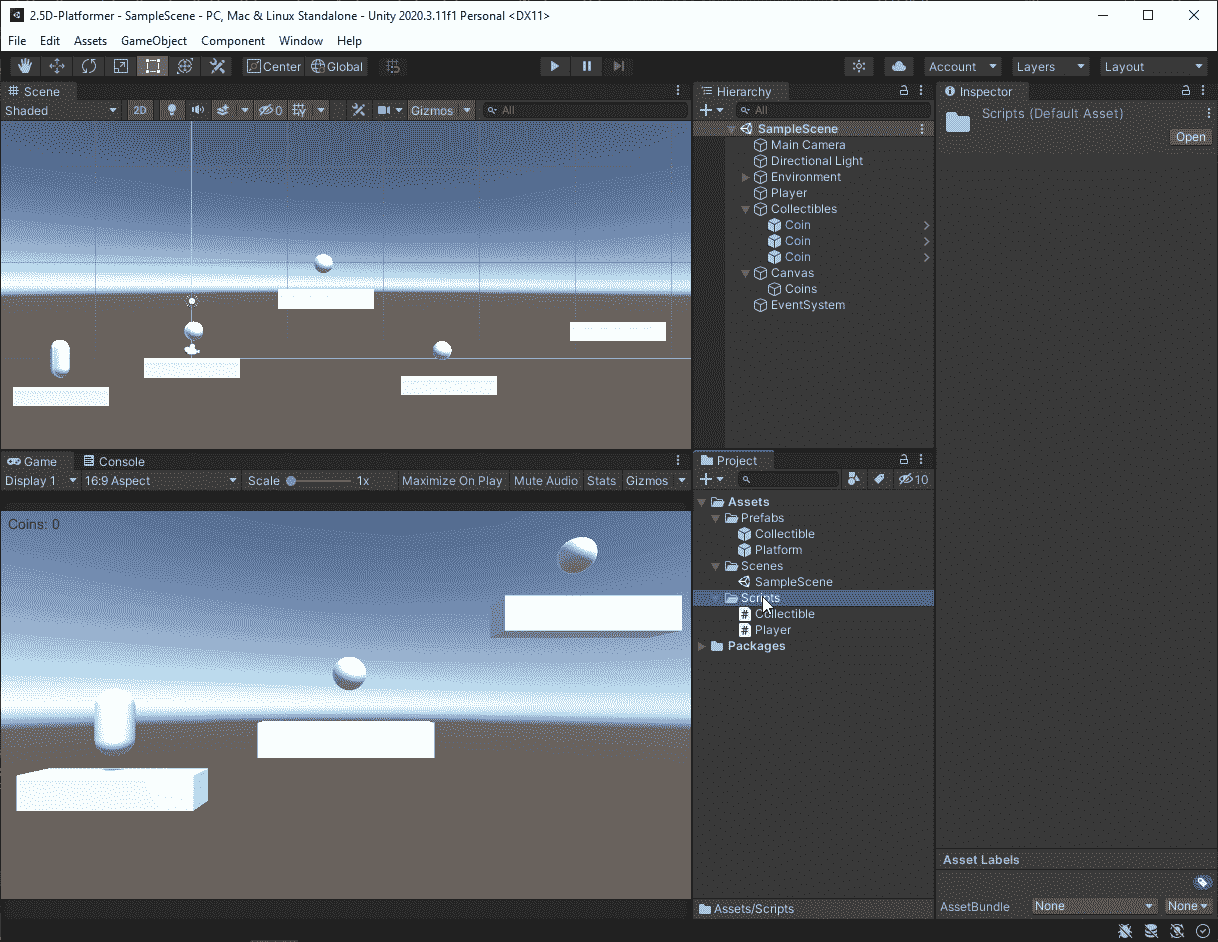 2.5D-Platformer - SampleScene - PC, Mac & Linux Standalone - Unity 2020.3.11f1 Personal <DX11>
File Edit Assets GameObject Component Window Help
Center Global Account Layers Layout
Scene
Shaded 2D 0 Gizmos All
Hierarchy
All
SampleScene
Main Camera
Directional Light
Environment
Player
Collectibles
Coin
Coin
Coin
Canvas
Coins
EventSystem
Inspector
Scripts (Default Asset)
Open
Game Console
Display 1 16:9 Aspect Scale 1x Maximize On Play Mute Audio Stats Gizmos
Coins: 0
Project
10
Assets
Prefabs
Collectible
Platform
Scenes
SampleScene
Scripts
# Collectible
# Player
Packages
Assets/Scripts
Asset Labels
AssetBundle None None